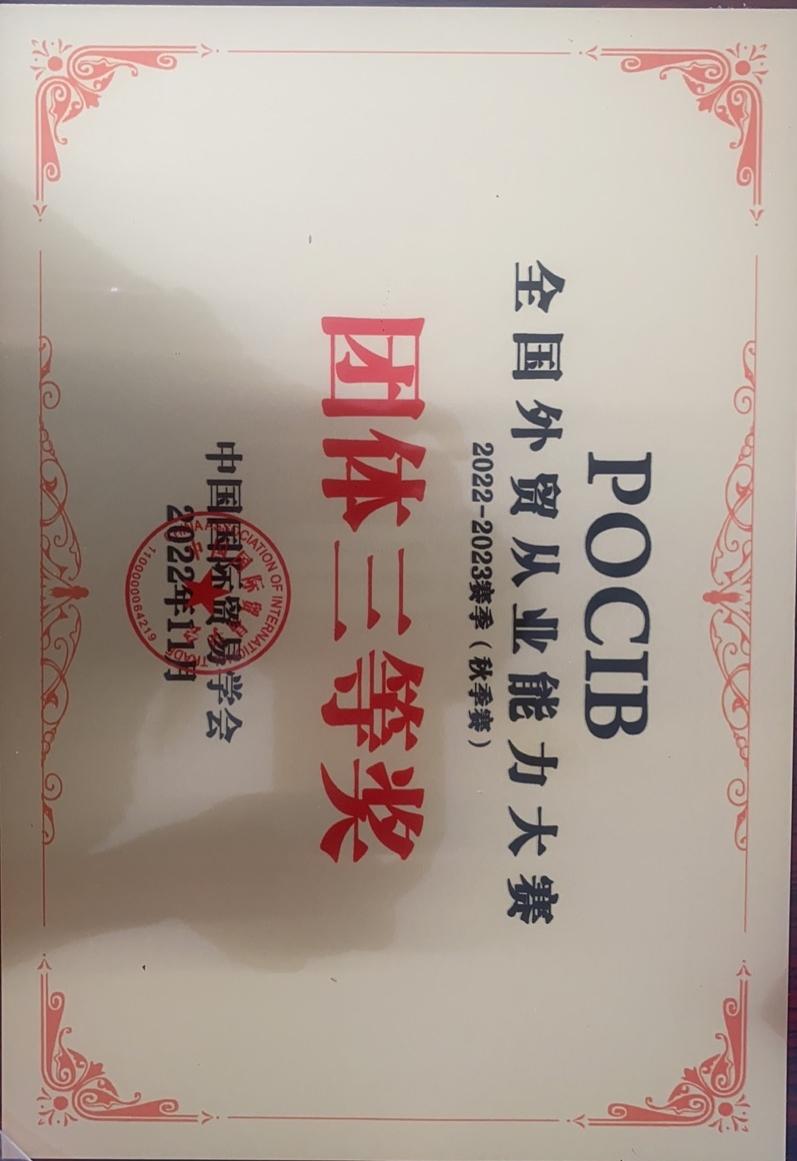 POCIB
全国外贸从业能力大赛
2022-2023赛季（秋季赛）
团体三等奖
中国国际贸易学会
2022年11月
1100000084219